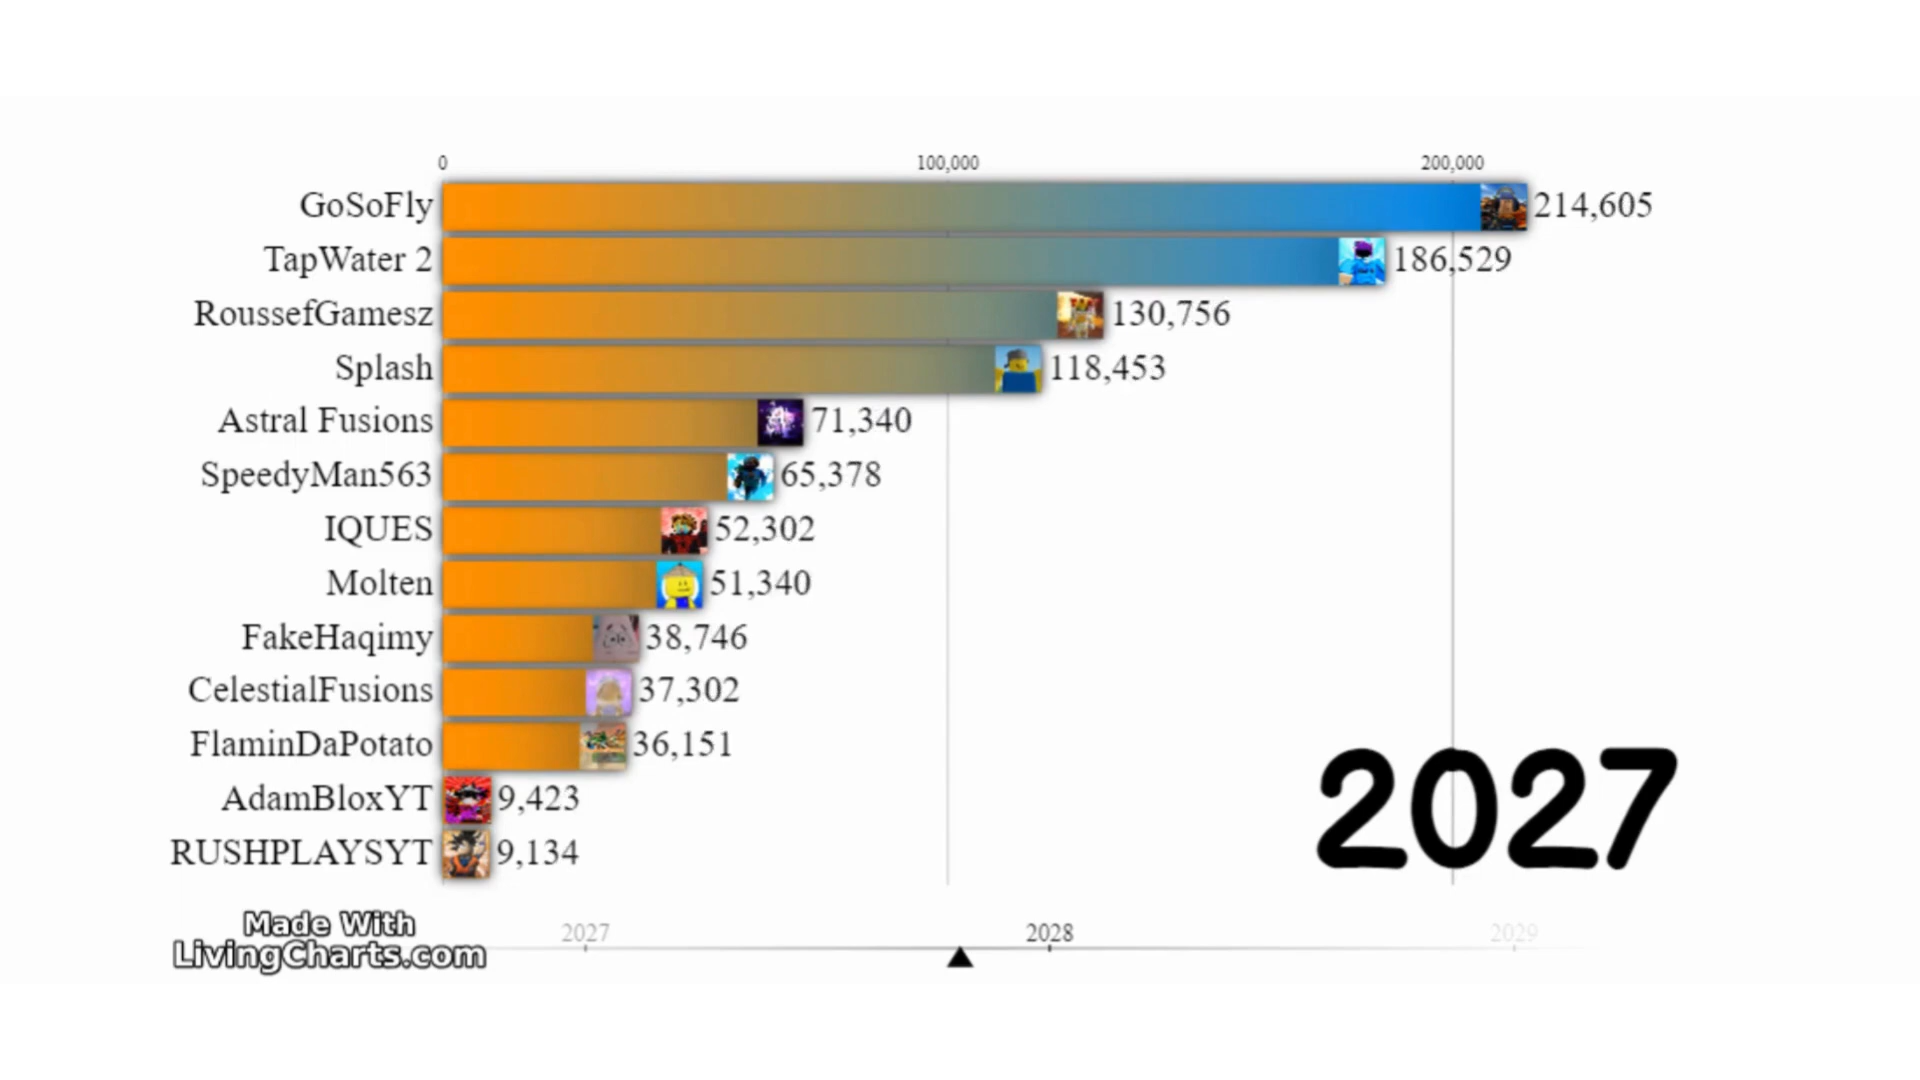 0 100,000 200,000
GoSoFly 214,605
TapWater 2 186,529
RoussefGamesz 130,756
Splash 118,453
Astral Fusions 71,340
SpeedyMan563 65,378
IQUES 52,302
Molten 51,340
FakeHaqimy 38,746
CelestialFusions 37,302
FlaminDaPotato 36,151
AdamBloxYT 9,423
RUSHPLAYSYT 9,134
2027
2027 2028 2029
Made With
LivingCharts.com